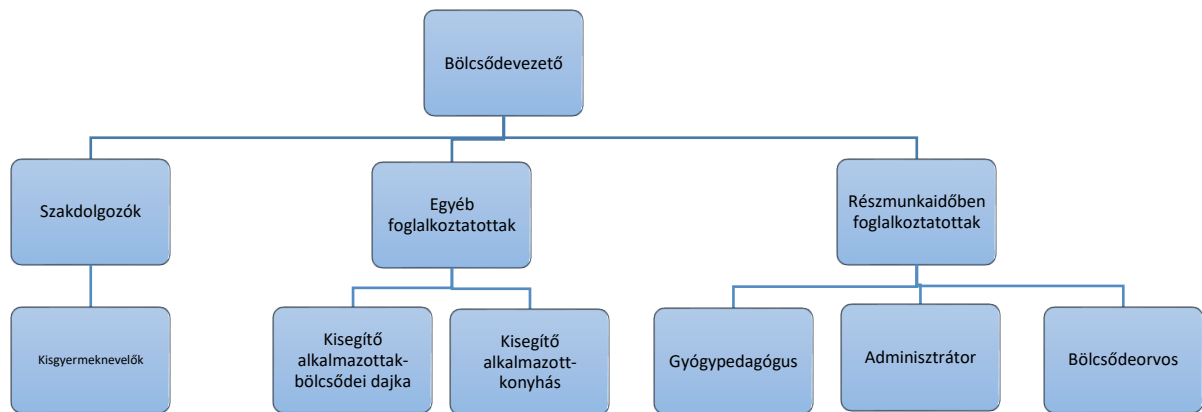 Bölcsődevezető
Szakdolgozók
Egyéb
foglalkoztatottak
Részmunkaidőben
foglalkoztatottak
Kisgyermeknevelők
Kisegítő
alkalmazottak-
bölcsődei dajka
Kisegítő
alkalmazott-
konyhás
Gyógypedagógus
Adminisztrátor
Bölcsődeorvos